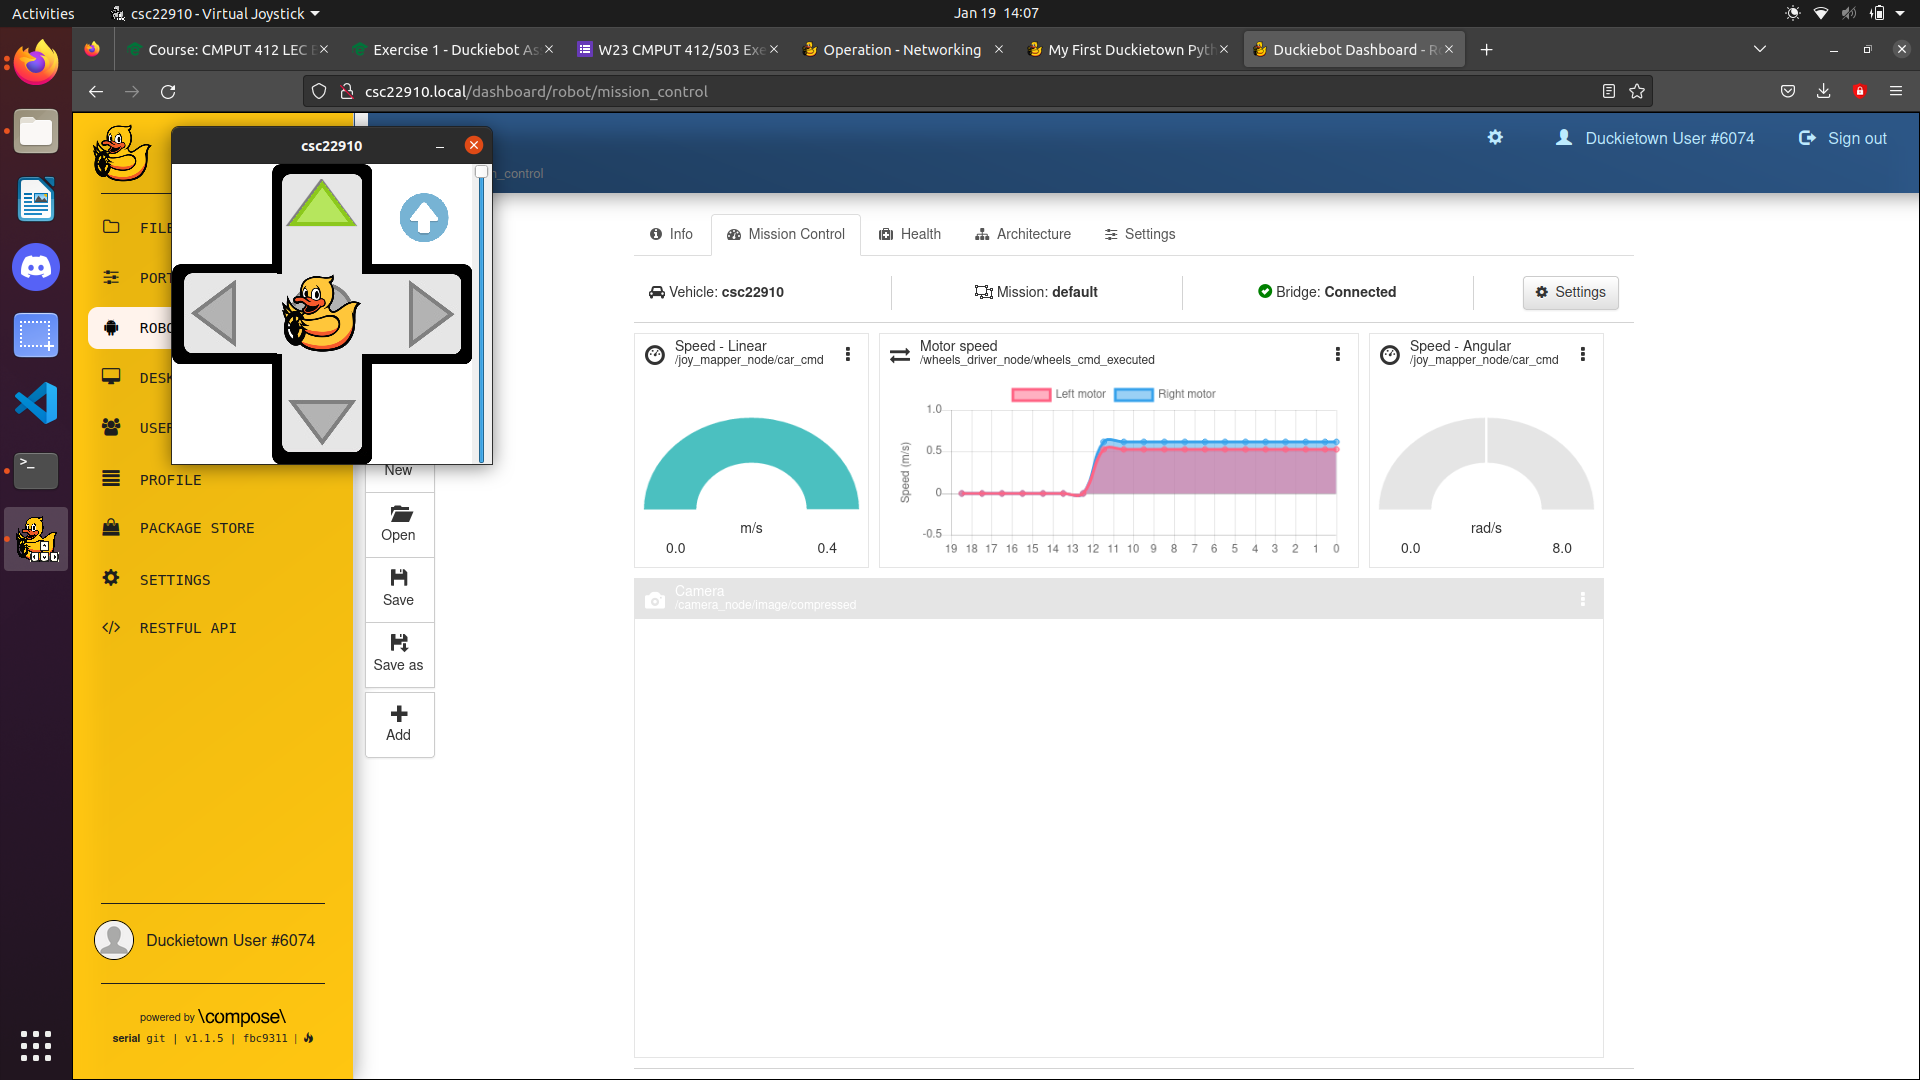 Activities
csc22910 - Virtual Joystick
Jan 19 14:07
Course: CMPUT 412 LEC
Exercise 1 - Duckiebot As
W23 CMPUT 412/503 Exe
Operation - Networking
My First Duckietown Pyth
Duckiebot Dashboard - Ro
csc22910.local/dashboard/robot/mission_control
csc22910
n_control
Duckietown User #6074
Sign out
FILE
PORT
ROBO
DESK
USER
PROFILE
PACKAGE STORE
SETTINGS
RESTFUL API
New
Open
Save
Save as
Add
Info
Mission Control
Health
Architecture
Settings
Vehicle: csc22910
Mission: default
Bridge: Connected
Settings
Speed - Linear
/joy_mapper_node/car_cmd
m/s
0.0
0.4
Motor speed
/wheels_driver_node/wheels_cmd_executed
Left motor
Right motor
Speed (m/s)
1.0
0.5
0
-0.5
19 18 17 16 15 14 13 12 11 10 9 8 7 6 5 4 3 2 1 0
Speed - Angular
/joy_mapper_node/car_cmd
rad/s
0.0
8.0
Camera
/camera_node/image/compressed
Duckietown User #6074
powered by \compose\
serial git | v1.1.5 | fbc9311 |